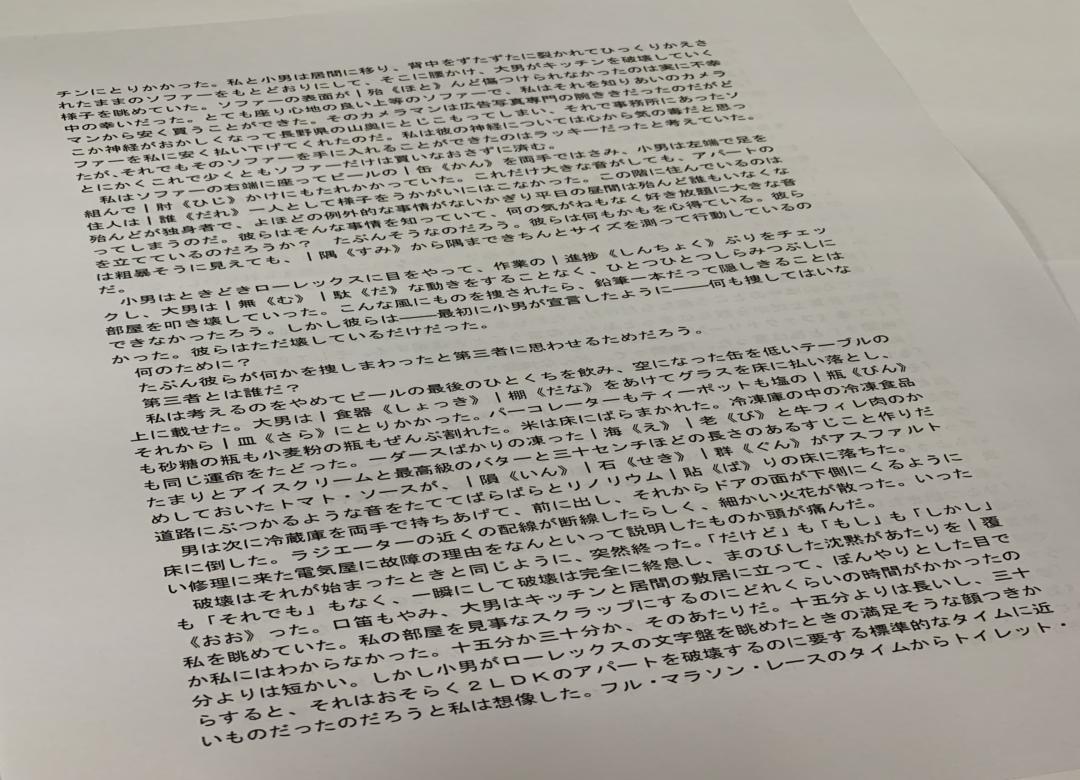 チンにとりかかった。私と小男は居間に移り、背中をずたずたに裂かれてひっくりかえさ
れたままのソファーをもとどおりにして、そこに腰かけ、大男がキッチンを破壊していく
様子を眺めていた。ソファーの表面が|殆《ほと》んど傷つけられなかったのは実に不幸
中の幸いだった。とても座り心地の良い上等のソファーで、私はそれを知りあいのカメラ
マンから安く買うことができた。そのカメラマンは広告写真専門の腕ききだったのだがど
こか神経がおかしくなって長野県の山奥にとじこもってしまい、それで事務所にあったソ
ファーを私に安く払い下げてくれたのだ。私は彼の神経については心から気の毒だと思っ
たが、それでもそのソファーを手に入れることができたのはラッキーだったと考えていた。
とにかくこれで少くともソファーだけは買いなおさずに済む。
私はソファーの右端に座ってビールの|缶《かん》を両手ではさみ、小男は左端で足を
組んで|肘《ひじ》かけにもたれかかっていた。これだけ大きな音がしても、アパートの
住人は|誰《だれ》一人として様子をうかがいにはこなかった。この階に住んでいるのは
殆んどが独身者で、よほどの例外的な事情がないかぎり平日の昼間は殆んど誰もいなくな
ってしまうのだ。彼らはそんな事情を知っていて、何の気がねもなく好き放題に大きな音
を立てているのだろうか? たぶんそうなのだろう。彼らは何もかもを心得ている。彼ら
は粗暴そうに見えても、|隅《すみ》から隅まできちんとサイズを測って行動しているの
だ。
小男はときどきローレックスに目をやって、作業の|進捗《しんちょく》ぶりをチェッ
クし、大男は|無《む》|駄《だ》な動きをすることなく、ひとつひとつしらみつぶしに
部屋を叩き壊していった。こんな風にものを捜されたら、鉛筆一本だって隠しきることは
できなかったろう。しかし彼らは――最初に小男が宣言したように――何も捜してはいな
かった。彼らはただ壊しているだけだった。
何のために?
たぶん彼らが何かを捜しまわったと第三者に思わせるためだろう。
第三者とは誰だ?
私は考えるのをやめてビールの最後のひとくちを飲み、空になった缶を低いテーブルの
上に載せた。大男は|食器《しょっき》|棚《だな》をあけてグラスを床に払い落とし、
それから|皿《さら》にとりかかった。パーコレーターもティーポットも塩の|瓶《びん》
も砂糖の瓶も小麦粉の瓶もぜんぶ割れた。米は床にばらまかれた。冷凍庫の中の冷凍食品
も同じ運命をたどった。一ダースばかりの凍った|海《え》|老《び》と牛フィレ肉のか
たまりとアイスクリームと最高級のバターと三十センチほどの長さのあるすじこと作りだ
めしておいたトマト・ソースが、|隕《いん》|石《せき》|群《ぐん》がアスファルト
道路にぶつかるような音をたててばらばらとリノリウム|貼《ば》りの床に落ちた。
男は次に冷蔵庫を両手で持ちあげて、前に出し、それからドアの面が下側にくるように
床に倒した。ラジエーターの近くの配線が断線したらしく、細かい火花が散った。いった
い修理に来た電気屋に故障の理由をなんといって説明したものか頭が痛んだ。
破壊はそれが始まったときと同じように、突然終った。「だけど」も「もし」も「しかし」
も「それでも」もなく、一瞬にして破壊は完全に終息し、まのびした沈黙があたりを|覆
《おお》った。口笛もやみ、大男はキッチンと居間の敷居に立って、ぼんやりとした目で
私を眺めていた。私の部屋を見事なスクラップにするのにどれくらいの時間がかかったの
か私にはわからなかった。十五分か三十分か、そのあたりだ。十五分よりは長いし、三十
分よりは短かい。しかし小男がローレックスの文字盤を眺めたときの満足そうな顔つきか
らすると、それはおそらく2LDKのアパートを破壊するのに要する標準的なタイムに近
いものだったのだろうと私は想像した。フル・マラソン・レースのタイムからトイレット・